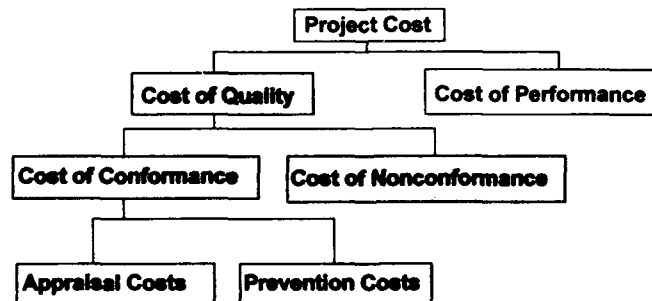 Project Cost
Cost of Quality
Cost of Performance
Cost of Conformance
Cost of Nonconformance
Appraisal Costs
Prevention Costs